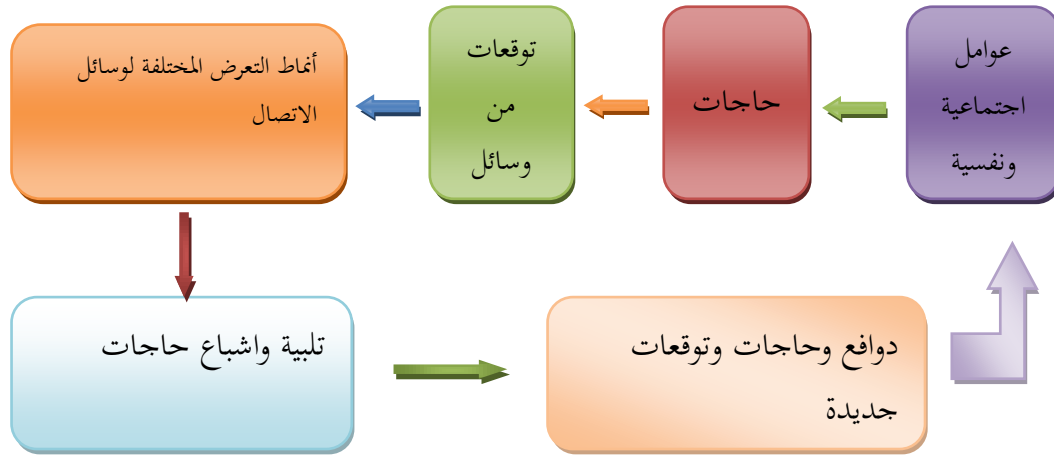 عوامل
اجتماعية
ونفسية
حاجات
توقعات
من
وسائل
أنماط التعرض المختلفة لوسائل
الاتصال
تلبية واشباع حاجات
دوافع وحاجات وتوقعات
جديدة